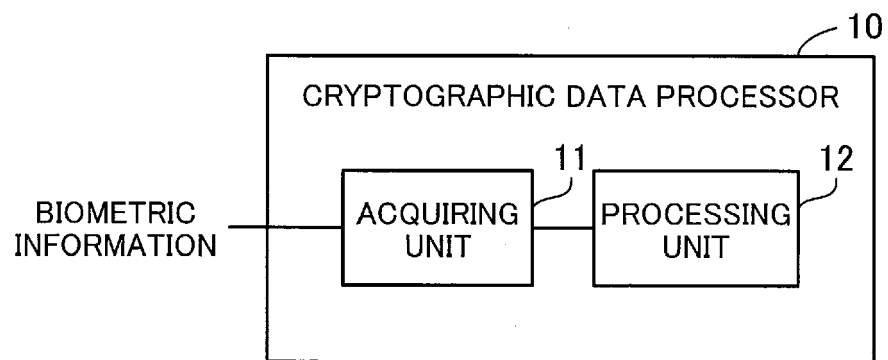 10
CRYPTOGRAPHIC DATA PROCESSOR
11
12
BIOMETRIC
INFORMATION
ACQUIRING
UNIT
PROCESSING
UNIT